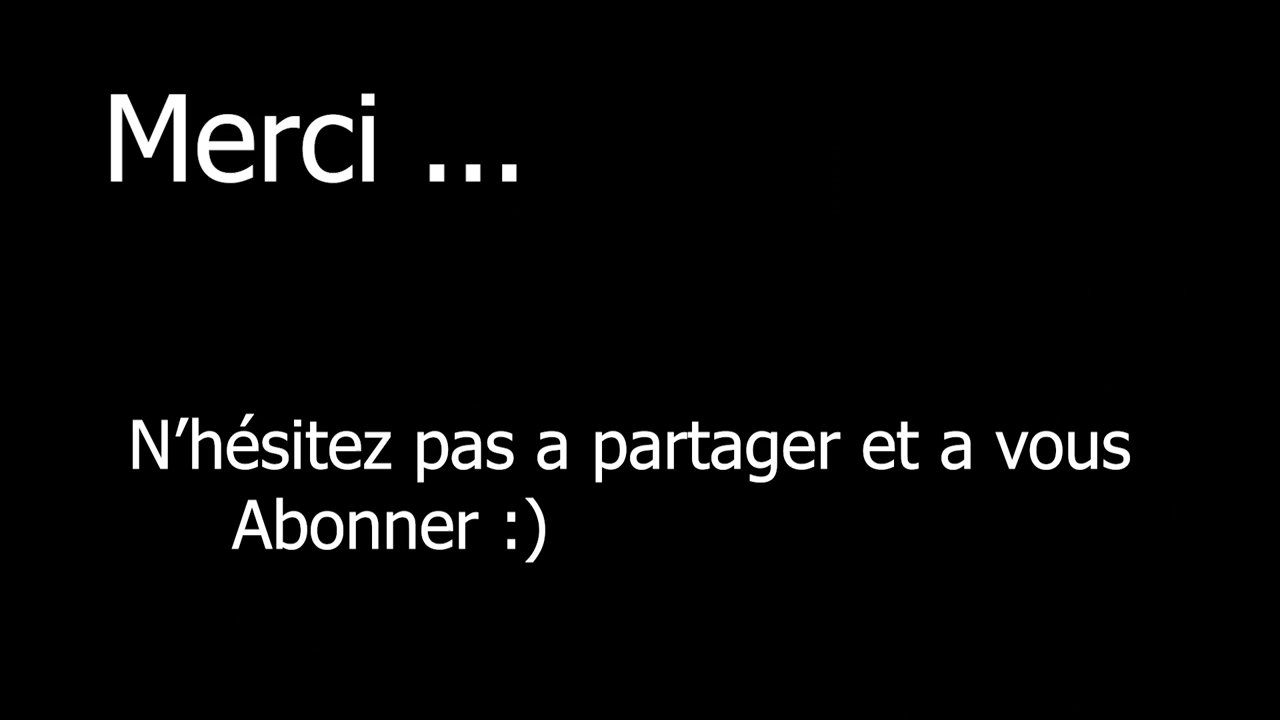 Merci ...
N’hésitez pas a partager et a vous
Abonner :)